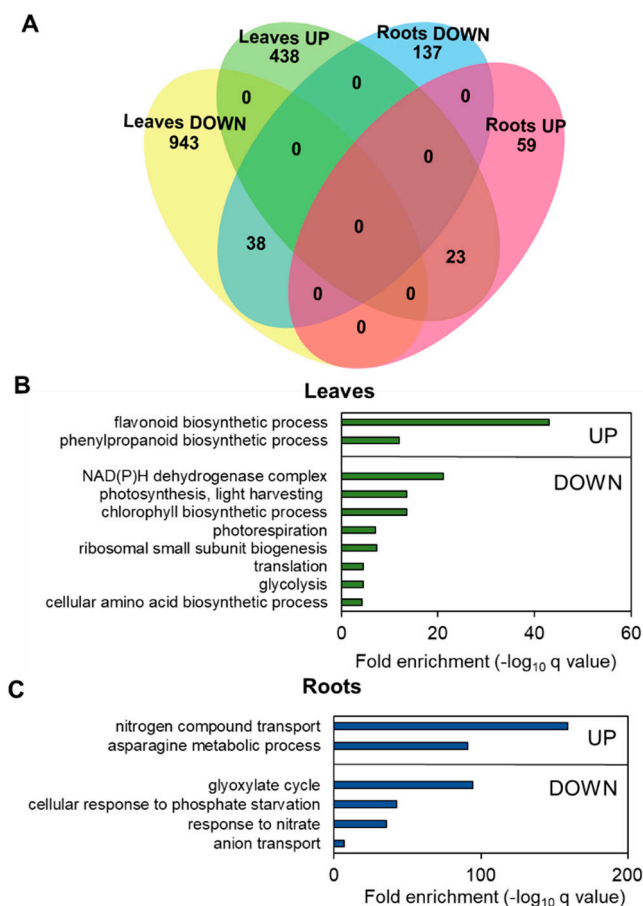 A
Leaves UP
438
Roots DOWN
137
Leaves DOWN
943
Roots UP
59
0
0
0
0
0
0
38
23
0
0
0
B
Leaves
flavonoid biosynthetic process
phenylpropanoid biosynthetic process
UP
NAD(P)H dehydrogenase complex
photosynthesis, light harvesting
chlorophyll biosynthetic process
photorespiration
ribosomal small subunit biogenesis
translation
glycolysis
cellular amino acid biosynthetic process
DOWN
0 20 40 60
Fold enrichment (-log10 q value)
C
Roots
nitrogen compound transport
asparagine metabolic process
UP
glyoxylate cycle
cellular response to phosphate starvation
response to nitrate
anion transport
DOWN
0 100 200
Fold enrichment (-log10 q value)